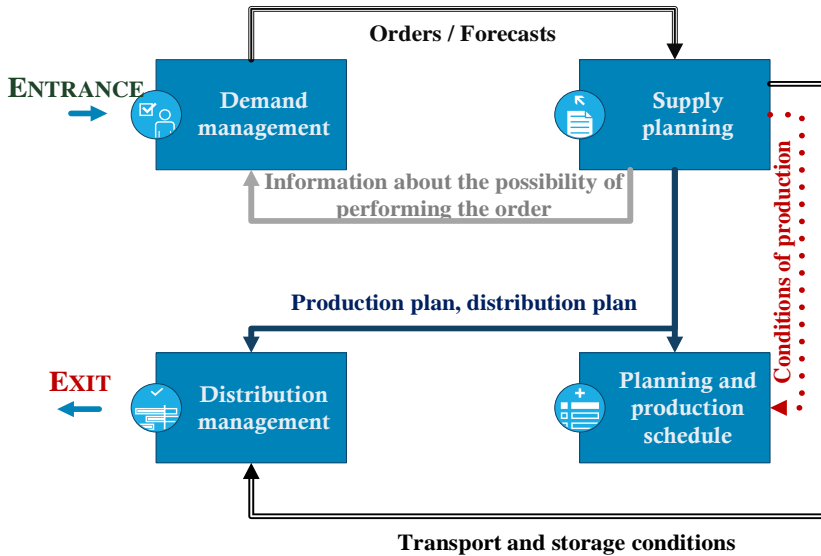 Orders / Forecasts
ENTRANCE
Demand
management
Supply
planning
Information about the possibility of
performing the order
Conditions of production
Production plan, distribution plan
EXIT
Distribution
management
Planning and
production
schedule
Transport and storage conditions